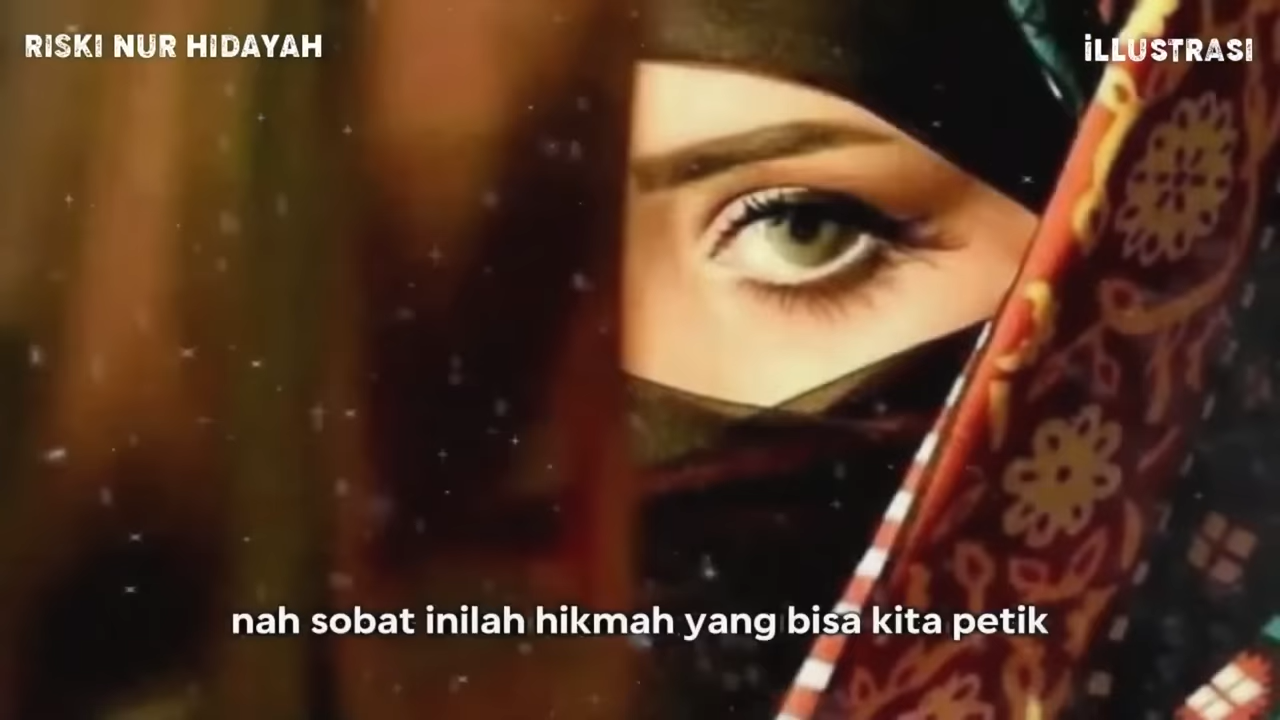 RISKI NUR HIDAYAH
İLLUSTRASI
nah sobat inilah hikmah yang bisa kita petik